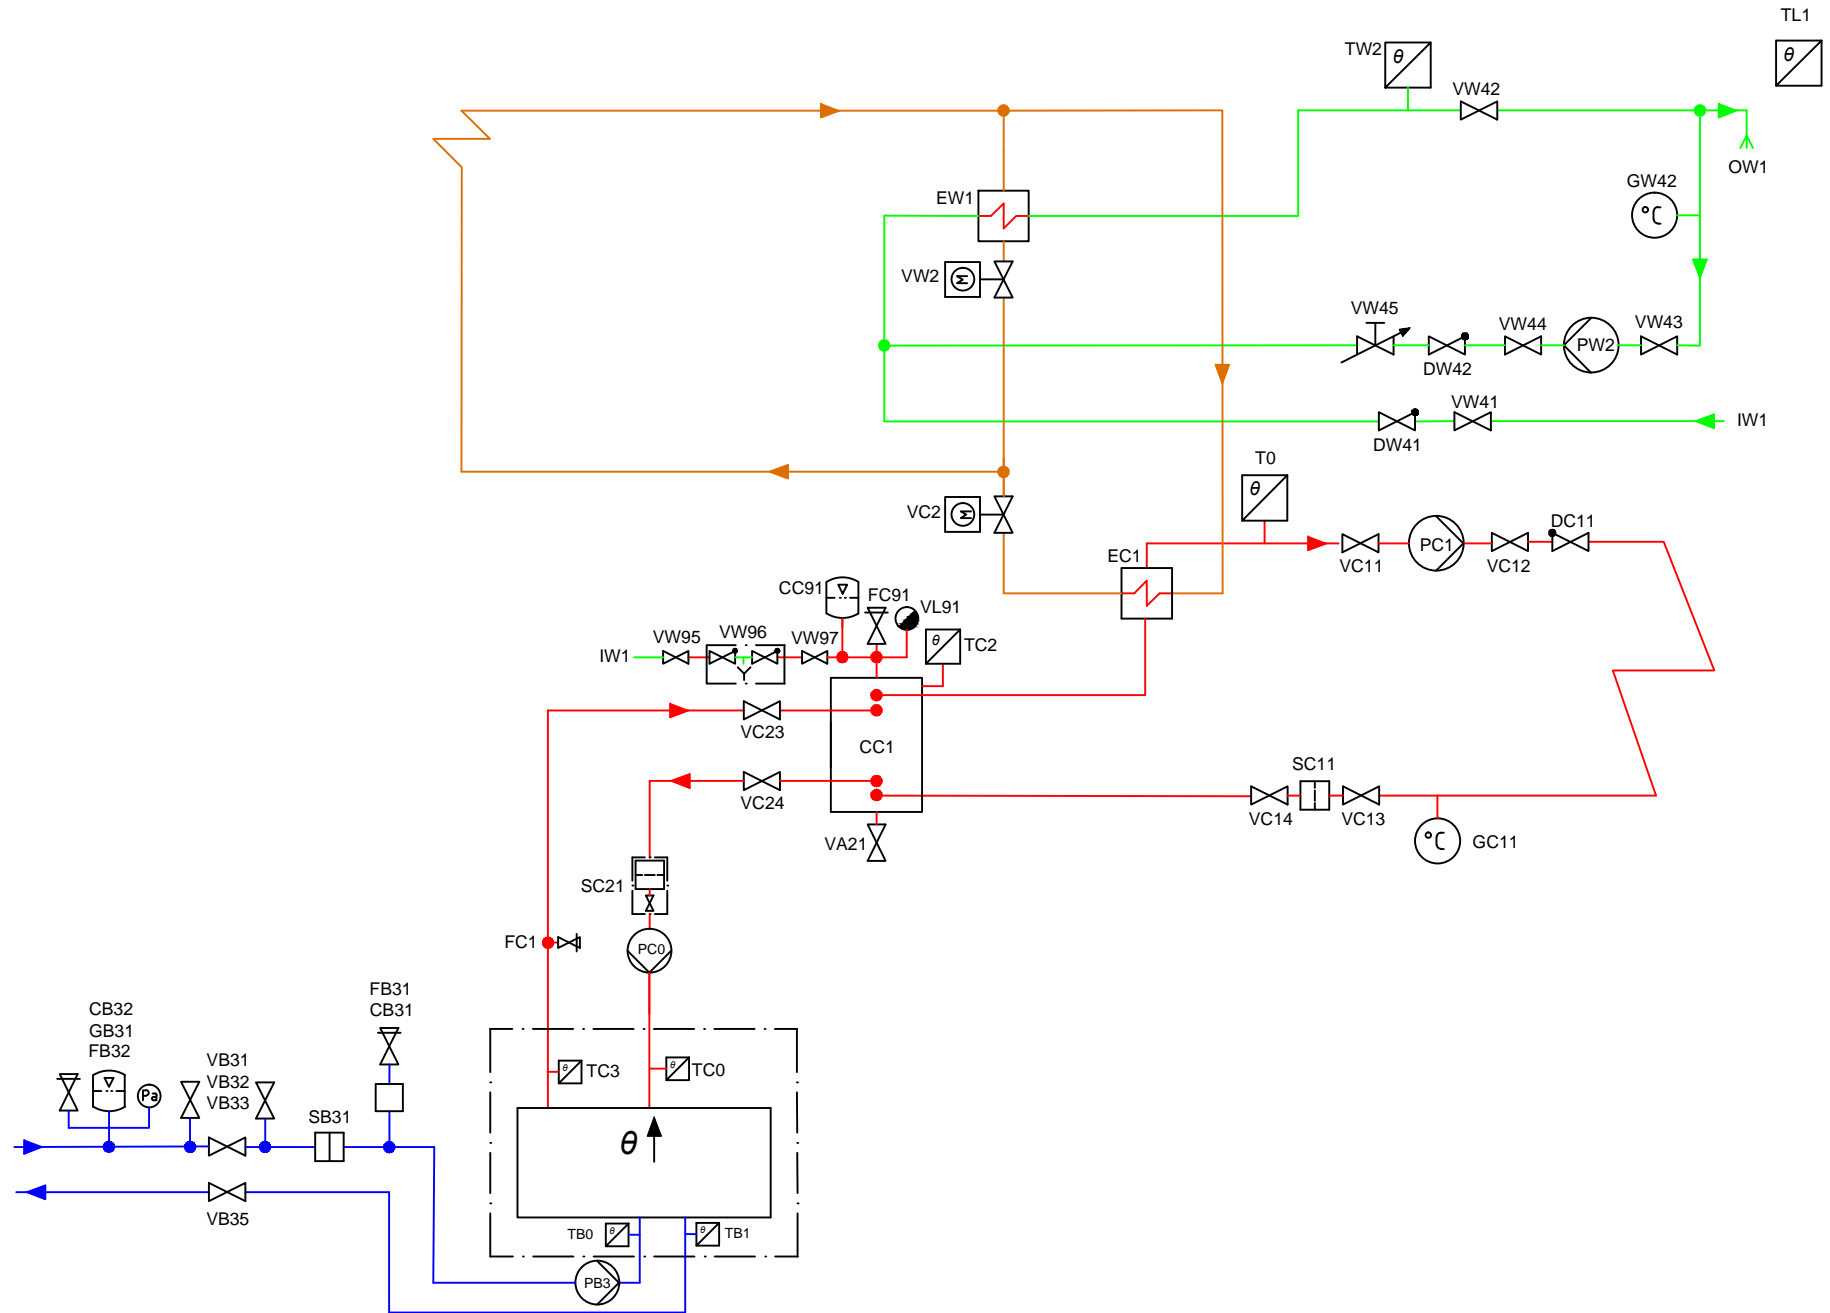 TL1
θ
TW2
θ
VW42
OW1
GW42
°C
EW1
VW2
M
VW45
VW44
PW2
VW43
DW42
VW41
IW1
DW41
T0
θ
VC2
M
DC11
PC1
VC11
VC12
EC1
CC91
FC91
VL91
VW95
VW96
VW97
IW1
θ
TC2
VC23
CC1
VC24
SC11
VC14
VC13
VA21
GC11
°C
SC21
FC1
PC0
FB31
CB31
CB32
GB31
FB32
VB31
VB32
VB33
Pa
SB31
θ
TC3
θ
TC0
θ
VB35
TB0
θ
θ
TB1
PB3